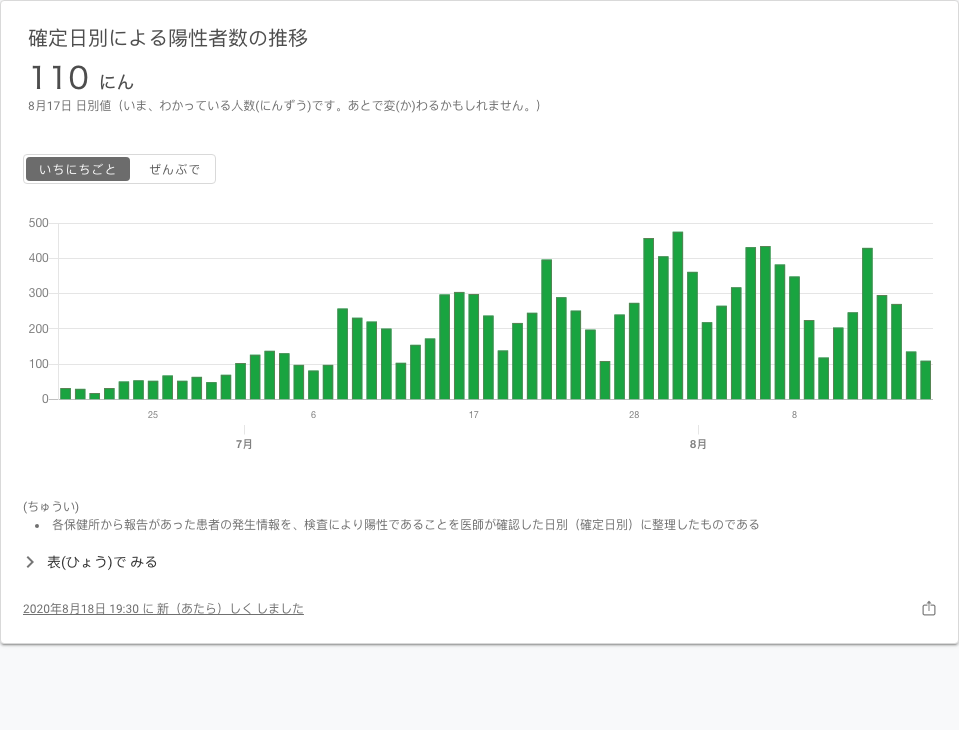 確定日別による陽性者数の推移
110 にん
8月17日 日別値（いま、わかっている人数(にんずう)です。あとで変(か)わるかもしれません。）
いちにちごと ぜんぶで
500
400
300
200
100
0
25 6 17 28 8
7月 8月
(ちゅうい)
• 各保健所から報告があった患者の発生情報を、検査により陽性であることを医師が確認した日別（確定日別）に整理したものである
表(ひょう)で みる
2020年8月18日 19:30 に 新（あたら）しく しました